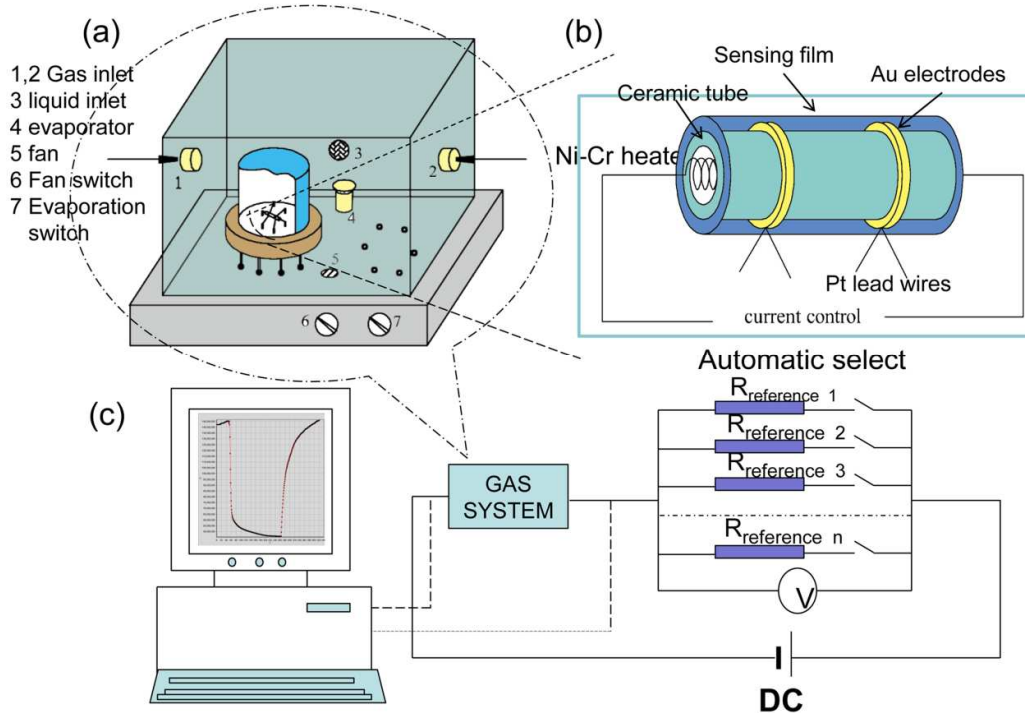 (a)
1,2 Gas inlet
3 liquid inlet
4 evaporator
5 fan
6 Fan switch
7 Evaporation
switch
1
2
3
4
5
6
7
(b)
Sensing film
Au electrodes
Ceramic tube
Ni-Cr heate
Pt lead wires
current control
(c)
GAS
SYSTEM
Automatic select
Rreference 1
Rreference 2
Rreference 3
Rreference n
V
DC